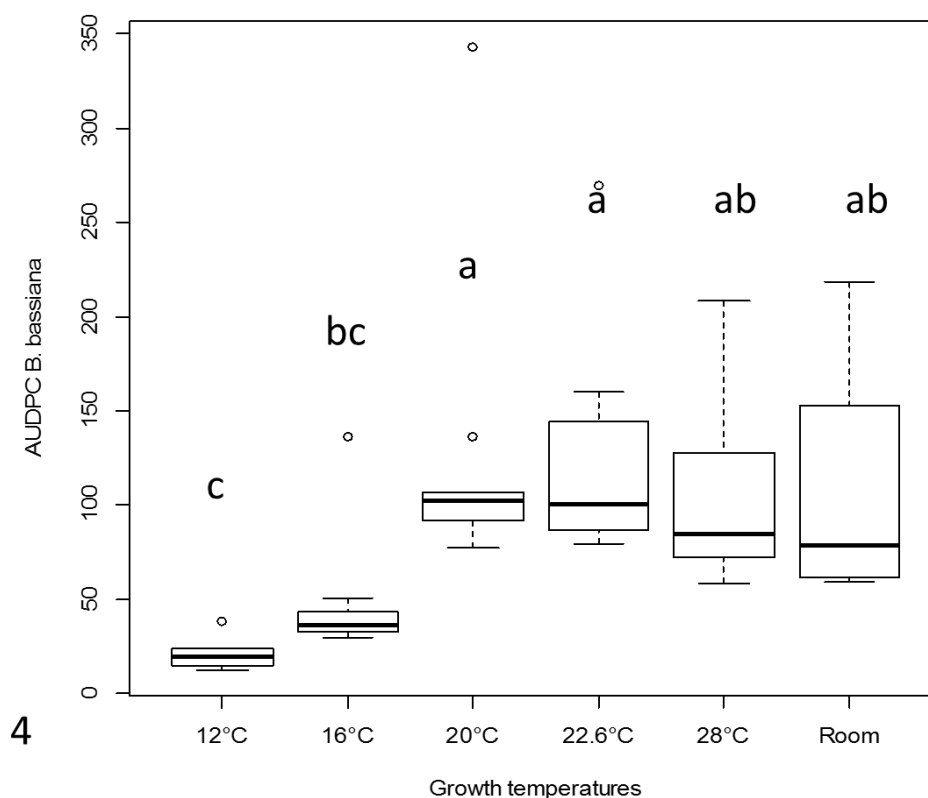 AUDPC B. bassiana
350
300
250
200
150
100
50
0
c
bc
a
a
ab
ab
12°C 16°C 20°C 22.6°C 28°C Room
Growth temperatures
4